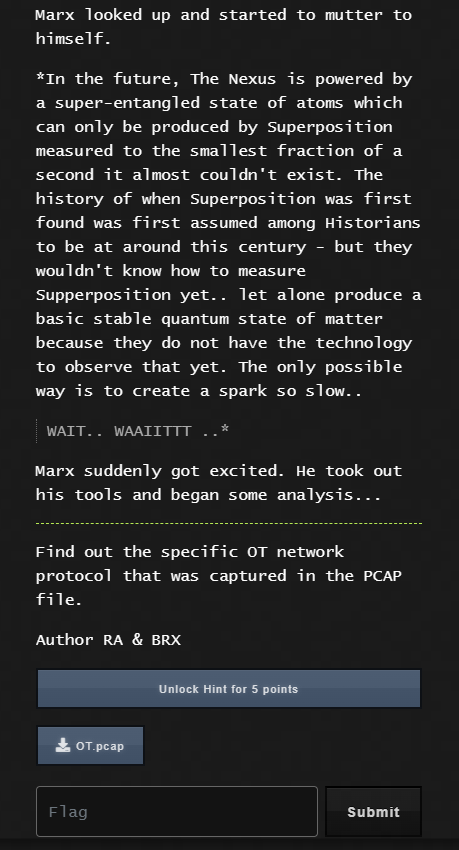 Marx looked up and started to mutter to
himself.
*In the future, The Nexus is powered by
a super-entangled state of atoms which
can only be produced by Superposition
measured to the smallest fraction of a
second it almost couldn't exist. The
history of when Superposition was first
found was first assumed among Historians
to be at around this century - but they
wouldn't know how to measure
Supperposition yet.. let alone produce a
basic stable quantum state of matter
because they do not have the technology
to observe that yet. The only possible
way is to create a spark so slow..
WAIT.. WAAIITTT ..*
Marx suddenly got excited. He took out
his tools and began some analysis...
Find out the specific OT network
protocol that was captured in the PCAP
file.
Author RA & BRX
Unlock Hint for 5 points
OT.pcap
Flag
Submit